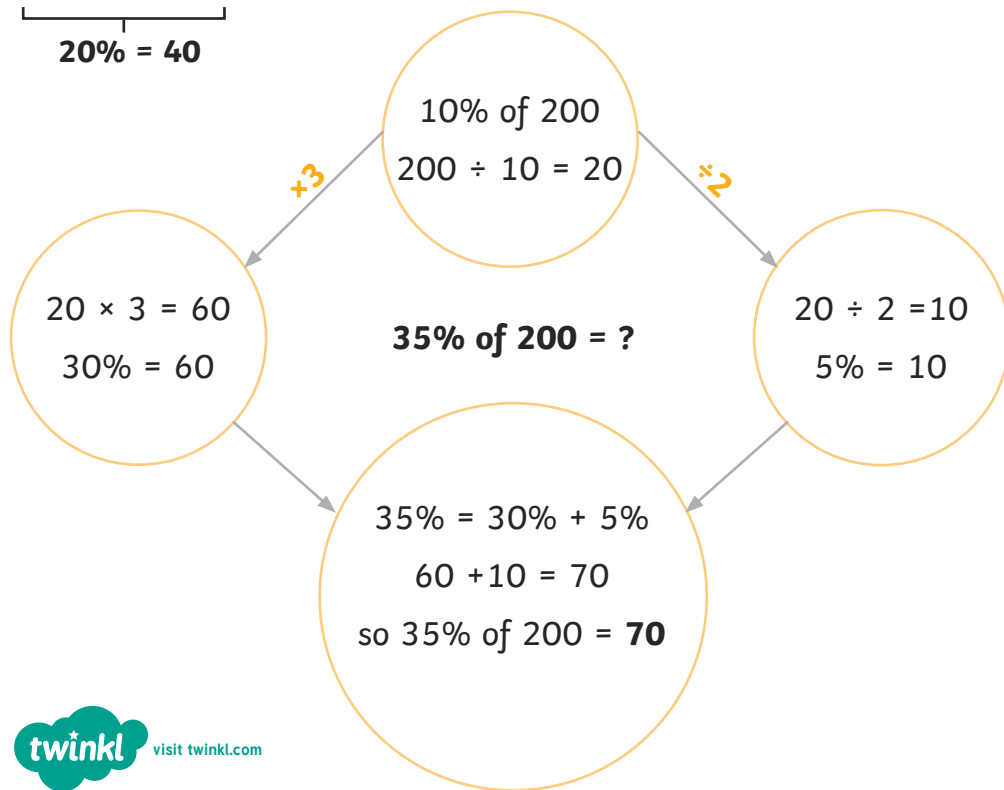 20% = 40
10% of 200
200 ÷ 10 = 20
×3
÷2
20 × 3 = 60
30% = 60
35% of 200 = ?
20 ÷ 2 =10
5% = 10
35% = 30% + 5%
60 +10 = 70
so 35% of 200 = 70
twinkl
visit twinkl.com